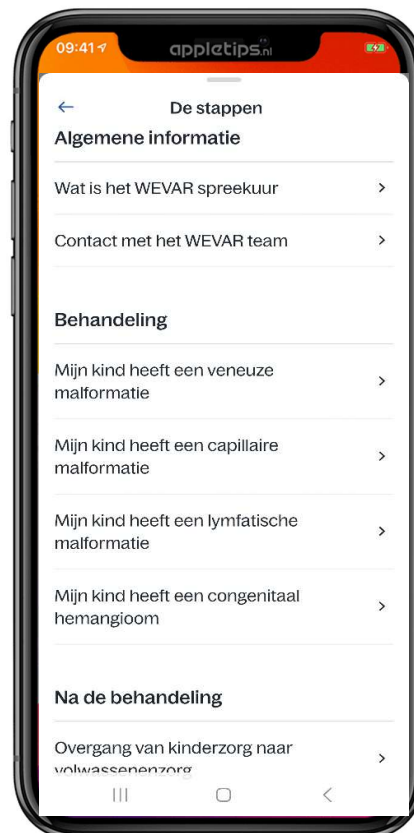 09:41
appletips.nl
De stappen
Algemene informatie
Wat is het WEVAR spreekuur
Contact met het WEVAR team
Behandeling
Mijn kind heeft een veneuze
malformatie
Mijn kind heeft een capillaire
malformatie
Mijn kind heeft een lymfatische
malformatie
Mijn kind heeft een congenitaal
hemangioom
Na de behandeling
Overgang van kinderzorg naar
volwassenenzorg